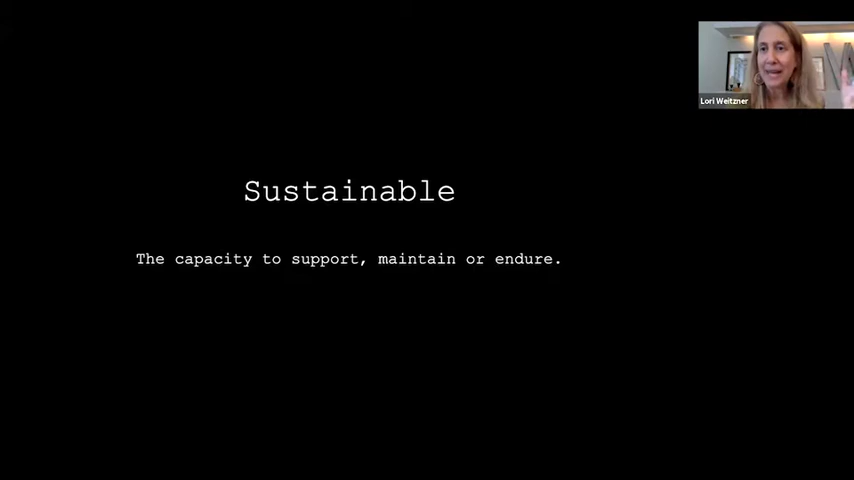 Lori Weitzner
Sustainable
The capacity to support, maintain or endure.